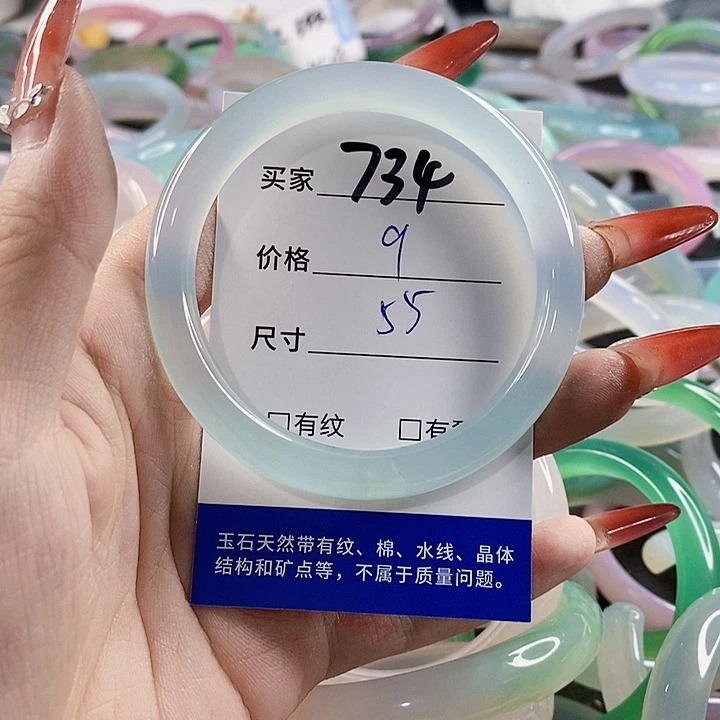 买家 734
价格 9
尺寸 55
□有纹 □有
玉石天然带有纹、棉、水线、晶体
结构和矿点等，不属于质量问题。